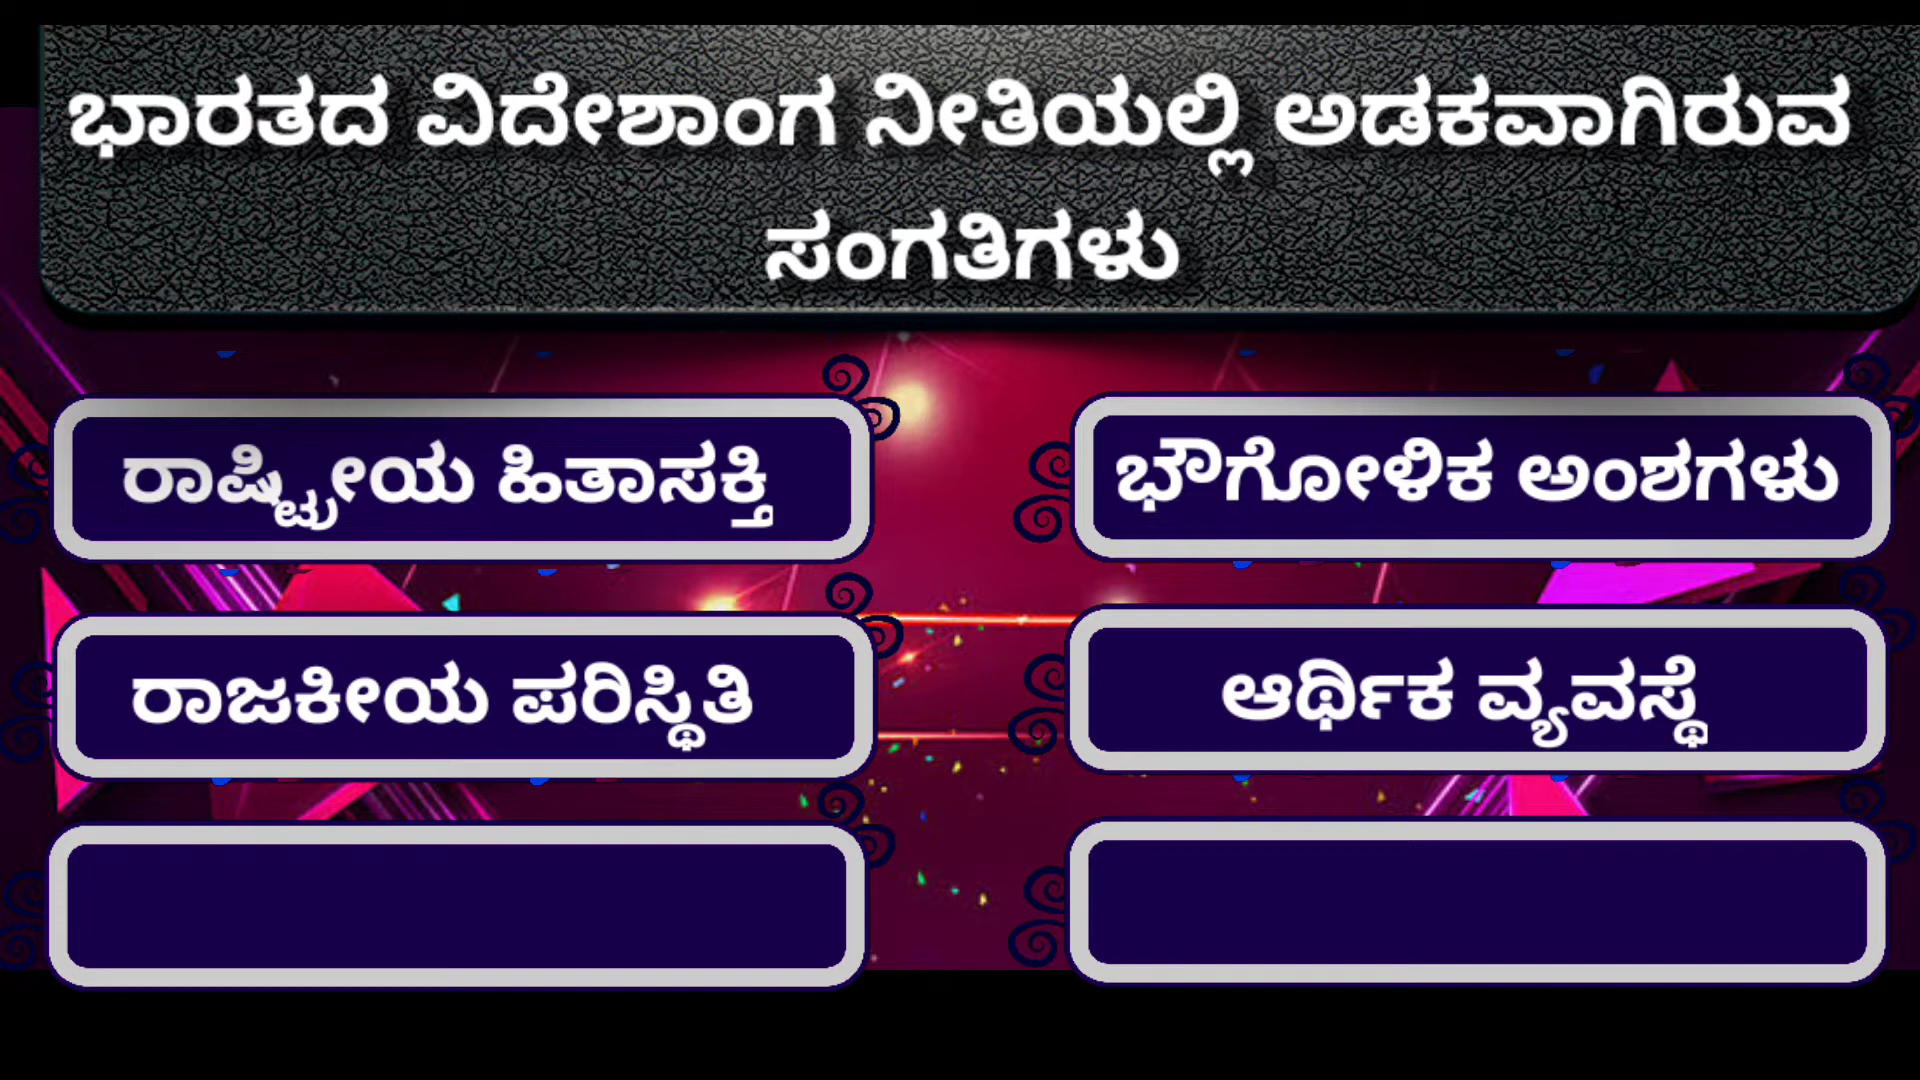 ಭಾರತದ ವಿದೇಶಾಂಗ ನೀತಿಯಲ್ಲಿ ಅಡಕವಾಗಿರುವ
ಸಂಗತಿಗಳು
ರಾಷ್ಟ್ರೀಯ ಹಿತಾಸಕ್ತಿ
ಭೌಗೋಳಿಕ ಅಂಶಗಳು
ರಾಜಕೀಯ ಪರಿಸ್ಥಿತಿ
ಆರ್ಥಿಕ ವ್ಯವಸ್ಥೆ